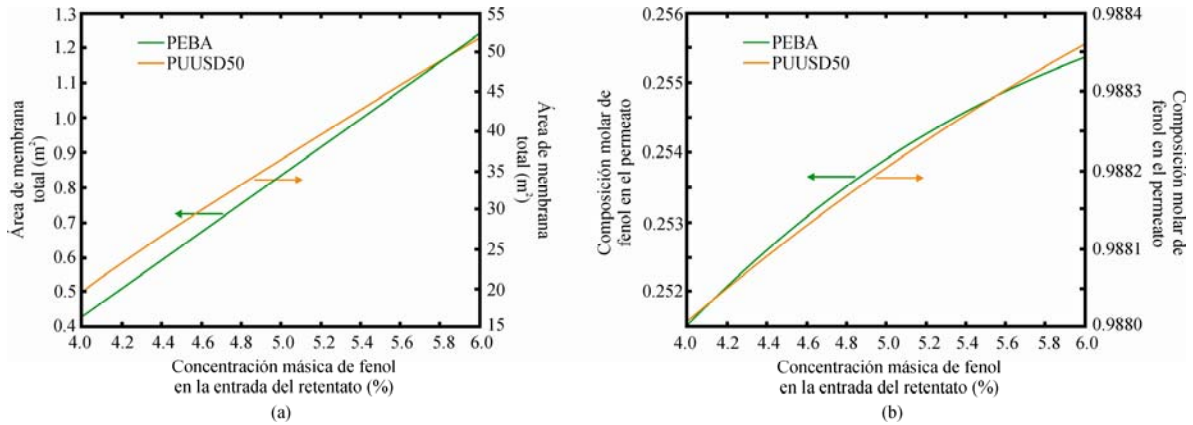 PEBA
PUUSD50
Área de membrana
total (m²)
1.3
1.2
1.1
1.0
0.9
0.8
0.7
0.6
0.5
0.4
55
50
45
40
35
30
25
20
15
Área de membrana
total (m²)
4.0 4.2 4.4 4.6 4.8 5.0 5.2 5.4 5.6 5.8 6.0
Concentración másica de fenol
en la entrada del retentato (%)
(a)
PEBA
PUUSD50
Composición molar de
fenol en el permeato
0.256
0.255
0.254
0.253
0.252
0.9884
0.9883
0.9882
0.9881
0.9880
Composición molar de
fenol en el permeato
4.0 4.2 4.4 4.6 4.8 5.0 5.2 5.4 5.6 5.8 6.0
Concentración másica de fenol
en la entrada del retentato (%)
(b)